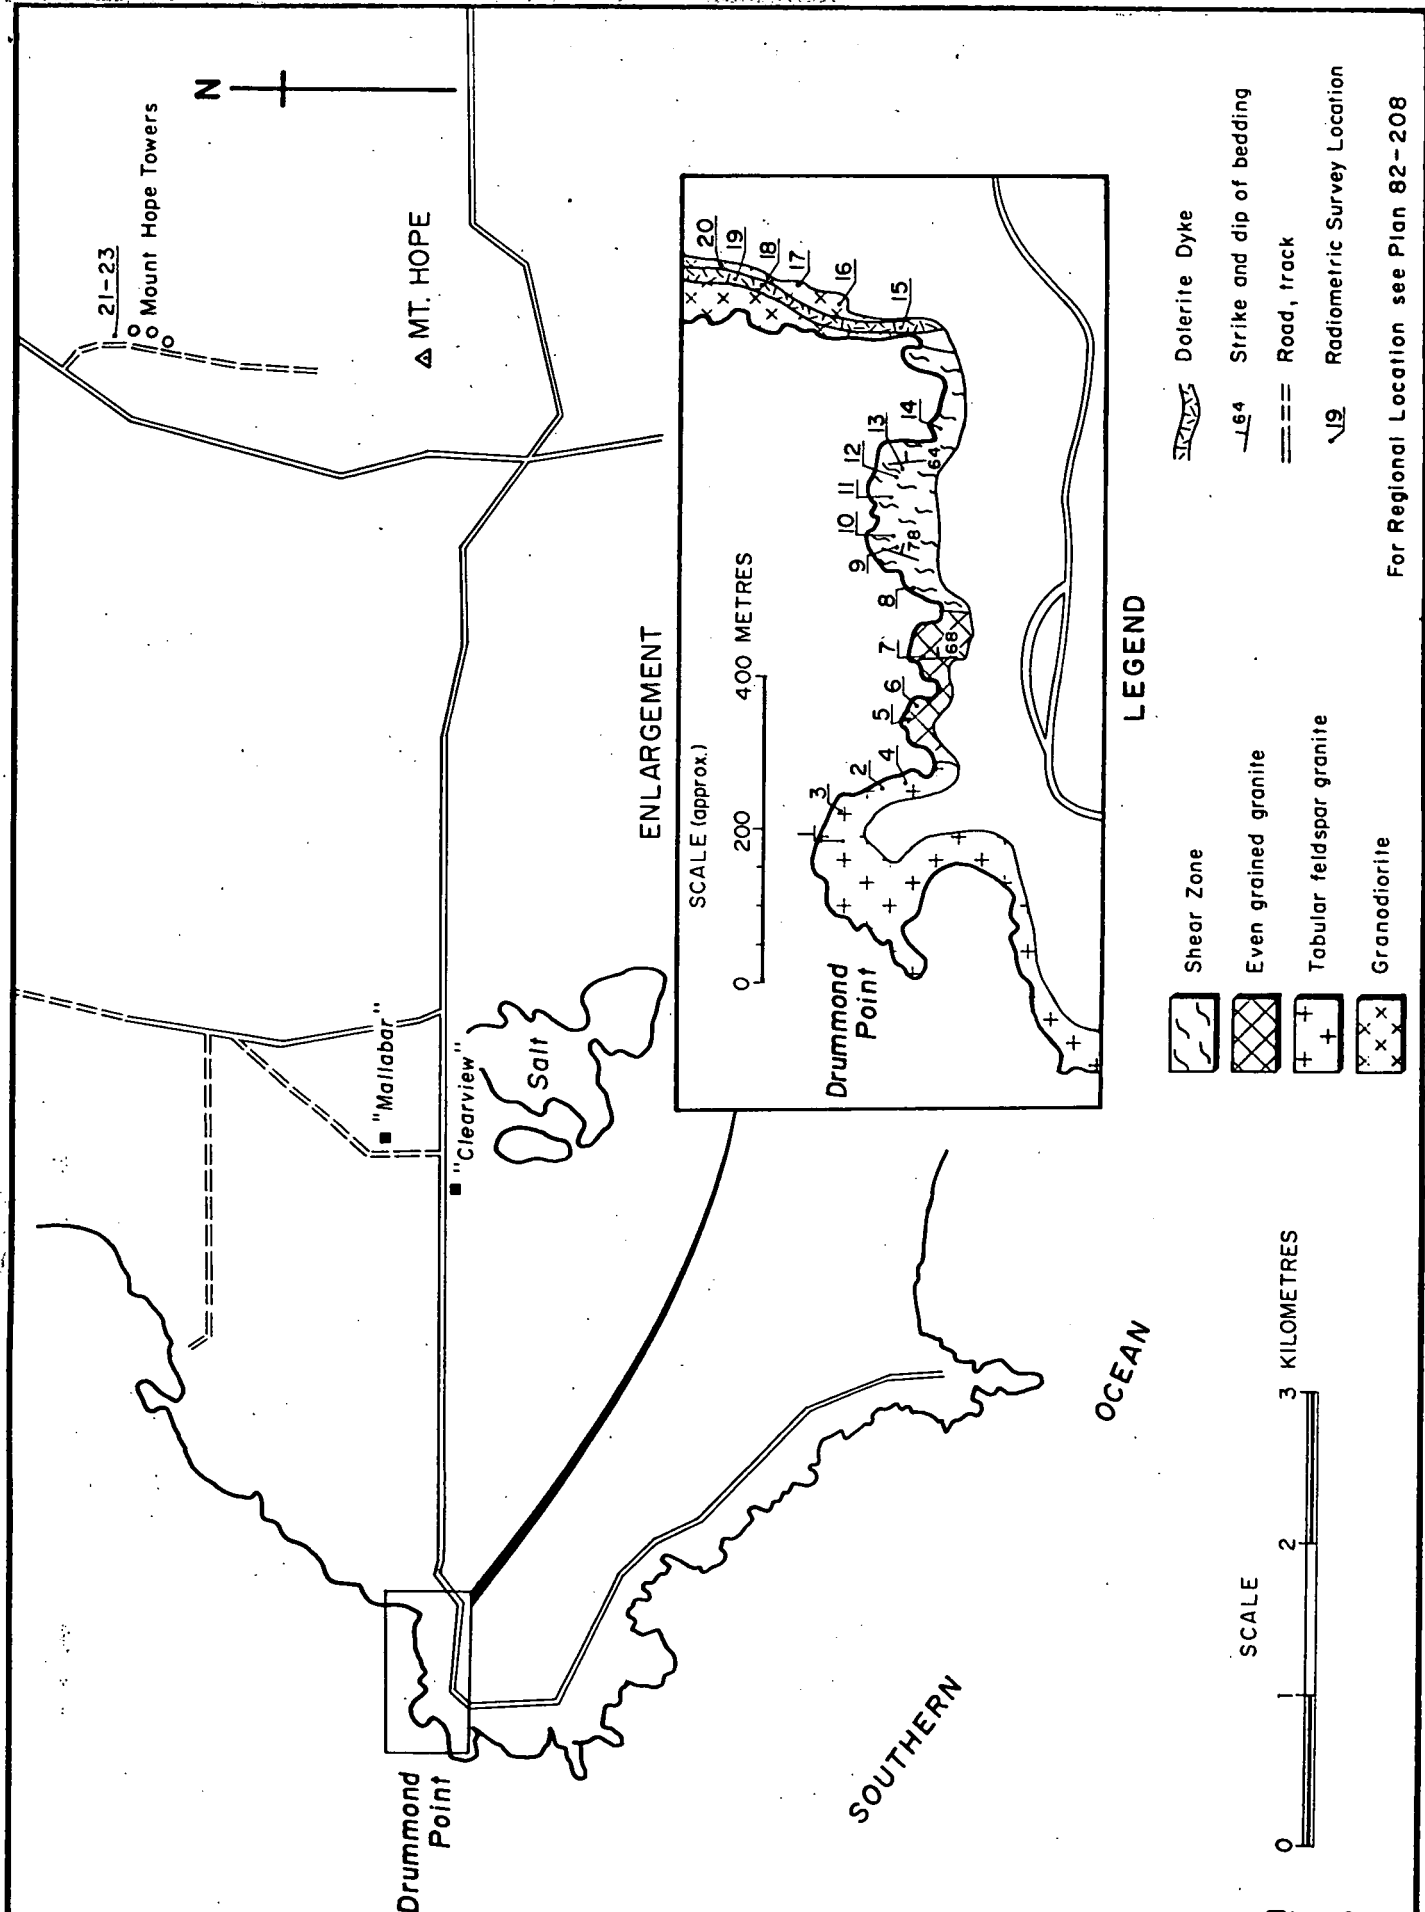 N
21-23
Mount Hope Towers
MT. HOPE
"Mallabar"
"Clearview"
Salt
Drummond
Point
SOUTHERN
OCEAN
ENLARGEMENT
SCALE (approx.)
0 200 400 METRES
Drummond
Point
1
3
2
4
5
6
7
68
8
9
78
10
11
12
13
64
14
15
16
17
18
19
20
LEGEND
Shear Zone
Even grained granite
Tabular feldspar granite
Granodiorite
Dolerite Dyke
64 Strike and dip of bedding
Road, track
19 Radiometric Survey Location
For Regional Location see Plan 82-208
SCALE
0 1 2 3 KILOMETRES